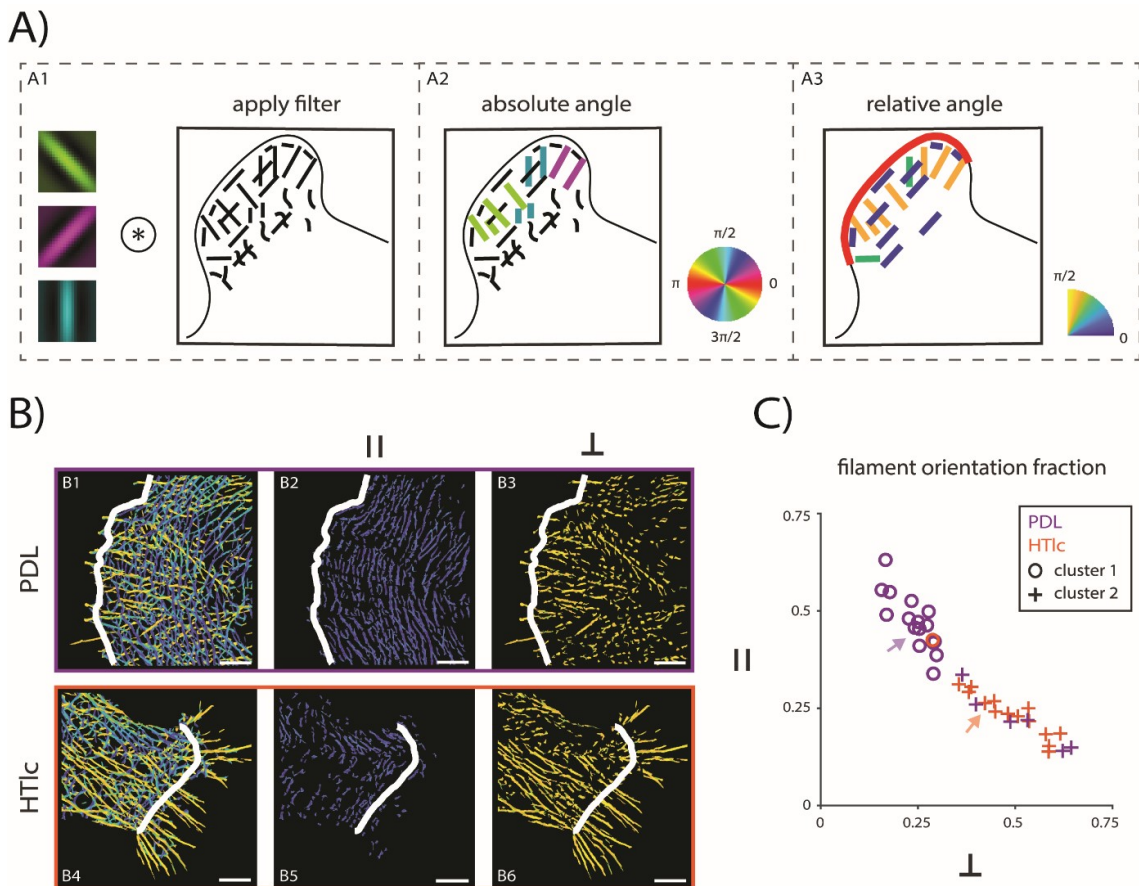 A)
A1
apply filter
*
A2
absolute angle
π/2
π
0
3π/2
A3
relative angle
π/2
0
B)
||
⊥
PDL
B1
B2
B3
HTlc
B4
B5
B6
C)
filament orientation fraction
||
0.75
0.5
0.25
0
0
0.25
0.5
0.75
⊥
PDL
HTlc
cluster 1
cluster 2